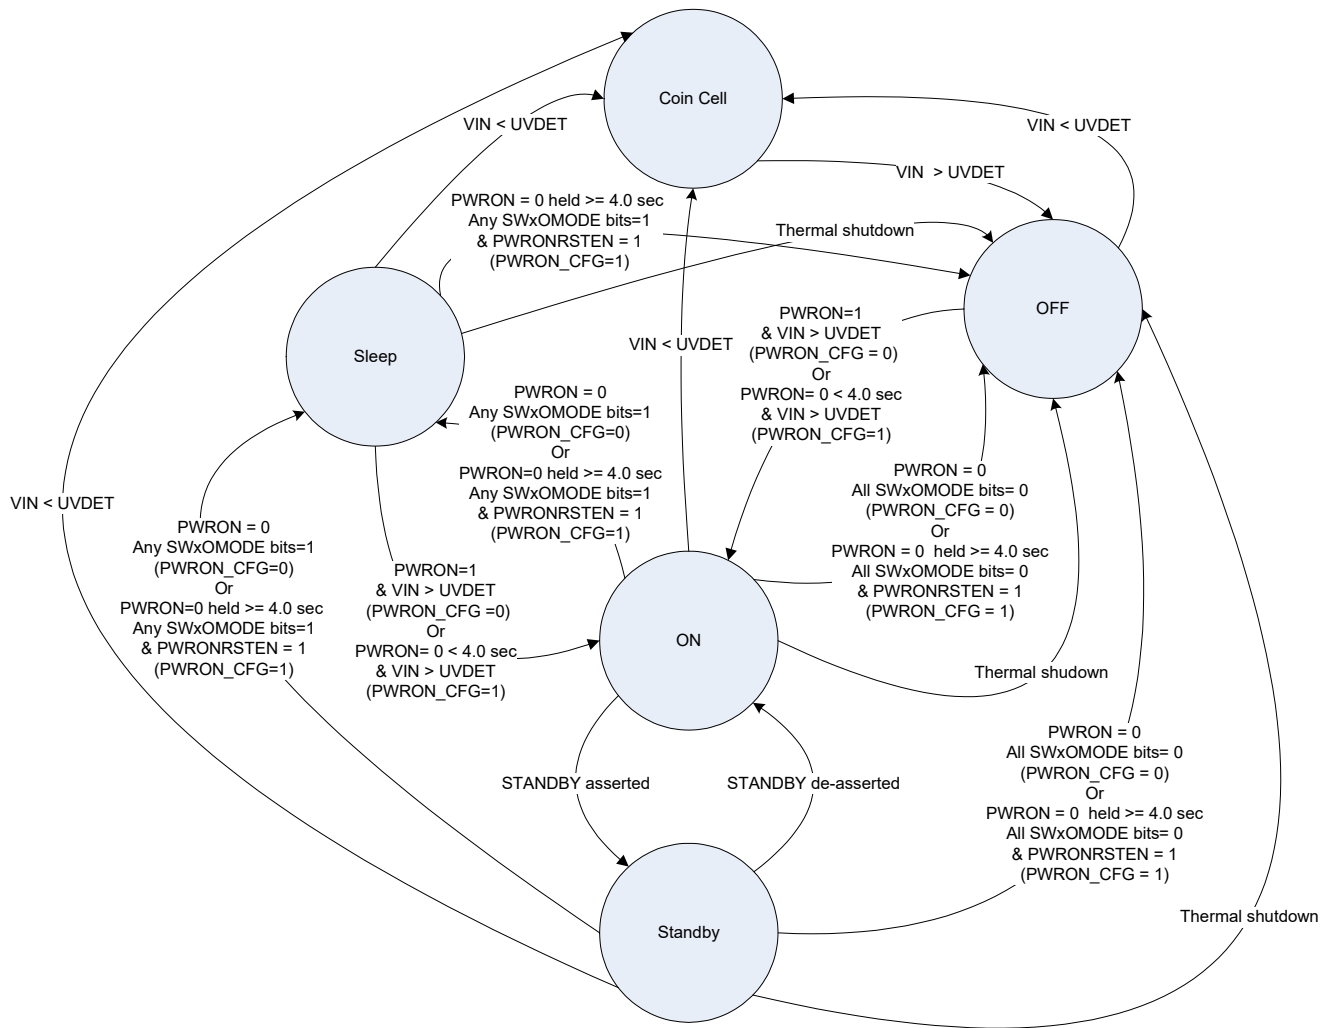 Coin Cell
VIN < UVDET
VIN < UVDET
VIN  > UVDET
PWRON = 0 held >= 4.0 sec
Any SWxOMODE bits=1
& PWRONRSTEN = 1
(PWRON_CFG=1)
Thermal shutdown
OFF
Sleep
VIN < UVDET
PWRON=1
& VIN > UVDET
(PWRON_CFG = 0)
Or
PWRON= 0 < 4.0 sec
& VIN > UVDET
(PWRON_CFG=1)
PWRON = 0
Any SWxOMODE bits=1
(PWRON_CFG=0)
Or
PWRON=0 held >= 4.0 sec
Any SWxOMODE bits=1
& PWRONRSTEN = 1
(PWRON_CFG=1)
PWRON = 0
All SWxOMODE bits= 0
(PWRON_CFG = 0)
Or
PWRON = 0  held >= 4.0 sec
All SWxOMODE bits= 0
& PWRONRSTEN = 1
(PWRON_CFG = 1)
VIN < UVDET
PWRON = 0
Any SWxOMODE bits=1
(PWRON_CFG=0)
Or
PWRON=0 held >= 4.0 sec
Any SWxOMODE bits=1
& PWRONRSTEN = 1
(PWRON_CFG=1)
PWRON=1
& VIN > UVDET
(PWRON_CFG =0)
Or
PWRON= 0 < 4.0 sec
& VIN > UVDET
(PWRON_CFG=1)
ON
Thermal shudown
STANDBY asserted
STANDBY de-asserted
PWRON = 0
All SWxOMODE bits= 0
(PWRON_CFG = 0)
Or
PWRON = 0  held >= 4.0 sec
All SWxOMODE bits= 0
& PWRONRSTEN = 1
(PWRON_CFG = 1)
Thermal shutdown
Standby